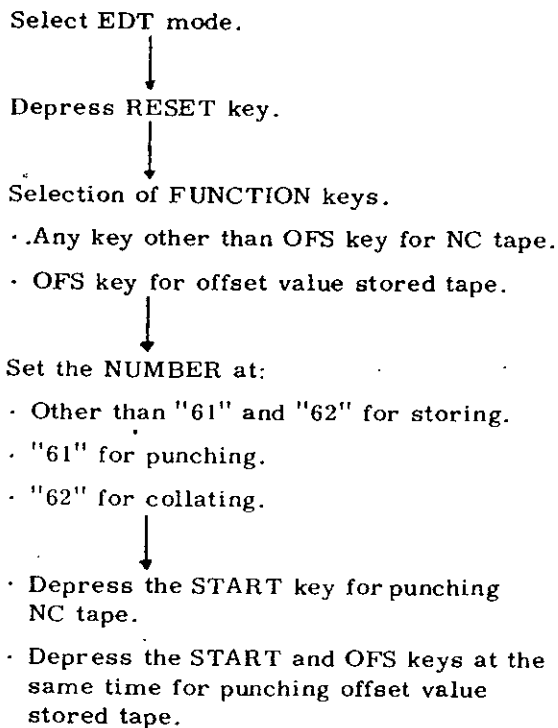 Select EDT mode.
Depress RESET key.
Selection of FUNCTION keys.
· Any key other than OFS key for NC tape.
· OFS key for offset value stored tape.
Set the NUMBER at:
· Other than "61" and "62" for storing.
· "61" for punching.
· "62" for collating.
· Depress the START key for punching
NC tape.
· Depress the START and OFS keys at the
same time for punching offset value
stored tape.